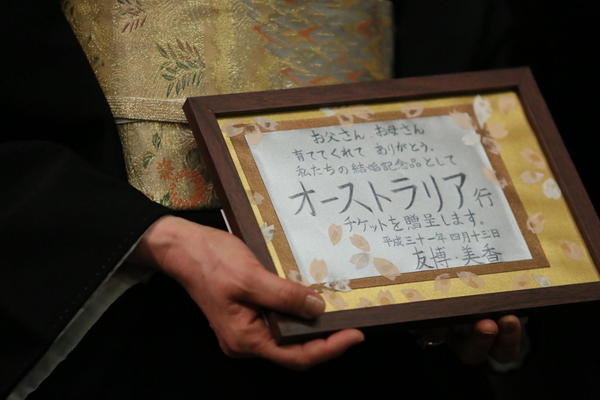 お父さん お母さん
育ててくれて ありがとう。
私たちの結婚記念品として
オーストラリア行
チケットを贈呈します。
平成三十一年 四月十三日
友博・美香